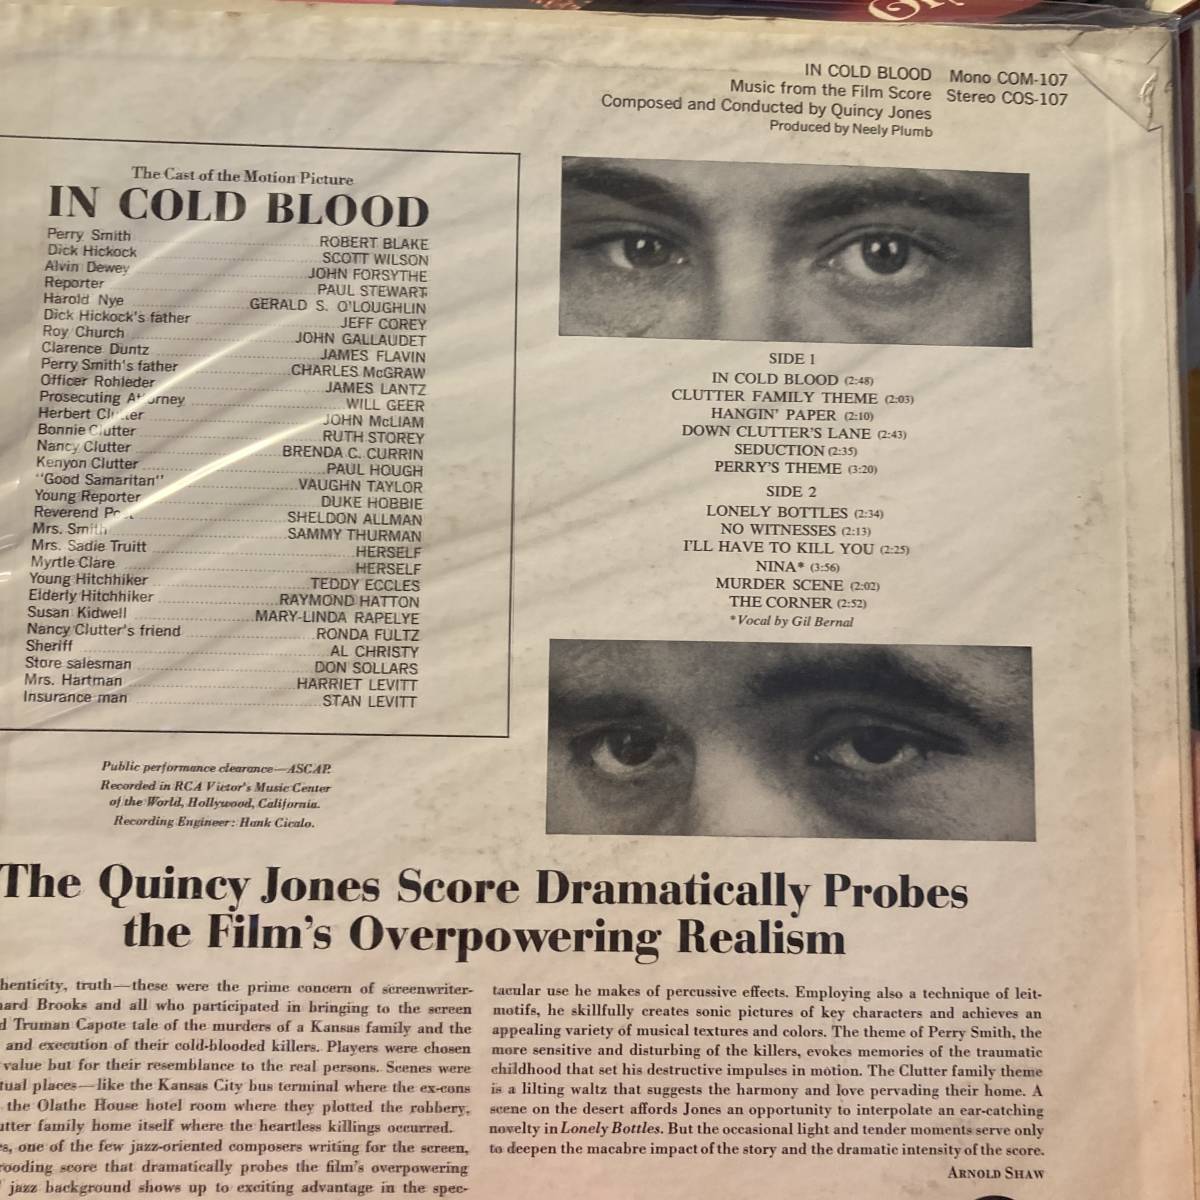 IN COLD BLOOD Mono COM-107
Music from the Film Score Stereo COS-107
Composed and Conducted by Quincy Jones
Produced by Neely Plumb
The Cast of the Motion Picture
IN COLD BLOOD
Perry Smith ROBERT BLAKE
Dick Hickock SCOTT WILSON
Alvin Dewey JOHN FORSYTHE
Reporter PAUL STEWART
Harold Nye GERALD S. O'LOUGHLIN
Dick Hickock's father JEFF COREY
Roy Church JOHN GALLAUDET
Clarence Duntz JAMES FLAVIN
Perry Smith's father CHARLES McGRAW
Officer Rohleder JAMES LANTZ
Prosecuting Attorney WILL GEER
Herbert Clutter JOHN McLIAM
Bonnie Clutter RUTH STOREY
Nancy Clutter BRENDA C. CURRIN
Kenyon Clutter PAUL HOUGH
"Good Samaritan" VAUGHN TAYLOR
Young Reporter DUKE HOBBIE
Reverend SHELDON ALLMAN
Mrs. Smith SAMMY THURMAN
Mrs. Sadie Truitt HERSELF
Myrtle Clare HERSELF
Young Hitchhiker TEDDY ECCLES
Elderly Hitchhiker RAYMOND HATTON
Susan Kidwell MARY-LINDA RAPELYE
Nancy Clutter's friend RONDA FULTZ
Sheriff AL CHRISTY
Store salesman DON SOLLARS
Mrs. Hartman HARRIET LEVITT
Insurance man STAN LEVITT
Public performance clearance—ASCAP.
Recorded in RCA Victor's Music Center
of the World, Hollywood, California.
Recording Engineer: Hank Cicalo.
SIDE 1
IN COLD BLOOD (2:48)
CLUTTER FAMILY THEME (2:03)
HANGIN' PAPER (2:10)
DOWN CLUTTER'S LANE (2:43)
SEDUCTION (2:35)
PERRY'S THEME (3:20)
SIDE 2
LONELY BOTTLES (2:34)
NO WITNESSES (2:13)
I'LL HAVE TO KILL YOU (2:25)
NINA* (3:56)
MURDER SCENE (2:02)
THE CORNER (2:52)
*Vocal by Gil Bernal
The Quincy Jones Score Dramatically Probes
the Film's Overpowering Realism
henticity, truth—these were the prime concern of screenwriter-
hard Brooks and all who participated in bringing to the screen
d Truman Capote tale of the murders of a Kansas family and the
and execution of their cold-blooded killers. Players were chosen
value but for their resemblance to the real persons. Scenes were
tual places—like the Kansas City bus terminal where the ex-cons
the Olathe House hotel room where they plotted the robbery,
utter family home itself where the heartless killings occurred.
es, one of the few jazz-oriented composers writing for the screen,
rooding score that dramatically probes the film's overpowering
jazz background shows up to exciting advantage in the spec-
tacular use he makes of percussive effects. Employing also a technique of leit-
motifs, he skillfully creates sonic pictures of key characters and achieves an
appealing variety of musical textures and colors. The theme of Perry Smith, the
more sensitive and disturbing of the killers, evokes memories of the traumatic
childhood that set his destructive impulses in motion. The Clutter family theme
is a lilting waltz that suggests the harmony and love pervading their home. A
scene on the desert affords Jones an opportunity to interpolate an ear-catching
novelty in Lonely Bottles. But the occasional light and tender moments serve only
to deepen the macabre impact of the story and the dramatic intensity of the score.
ARNOLD SHAW